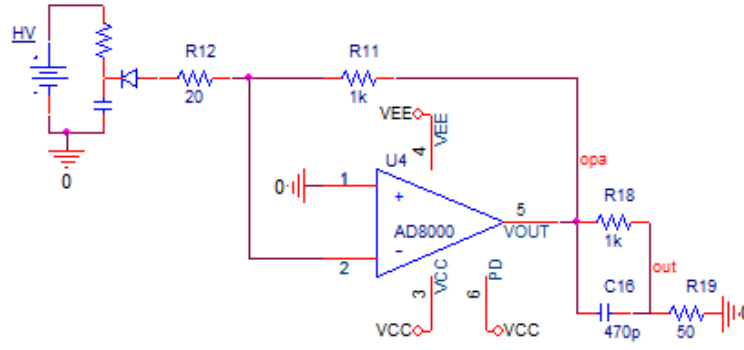 HV
R12
20
R11
1k
VEE
4
VEE
U4
opa
0
0
1
+
AD8000
5
VOUT
R18
1k
2
-
out
3
VCC
6
PD
C16
470p
R19
50
0
VCC
VCC